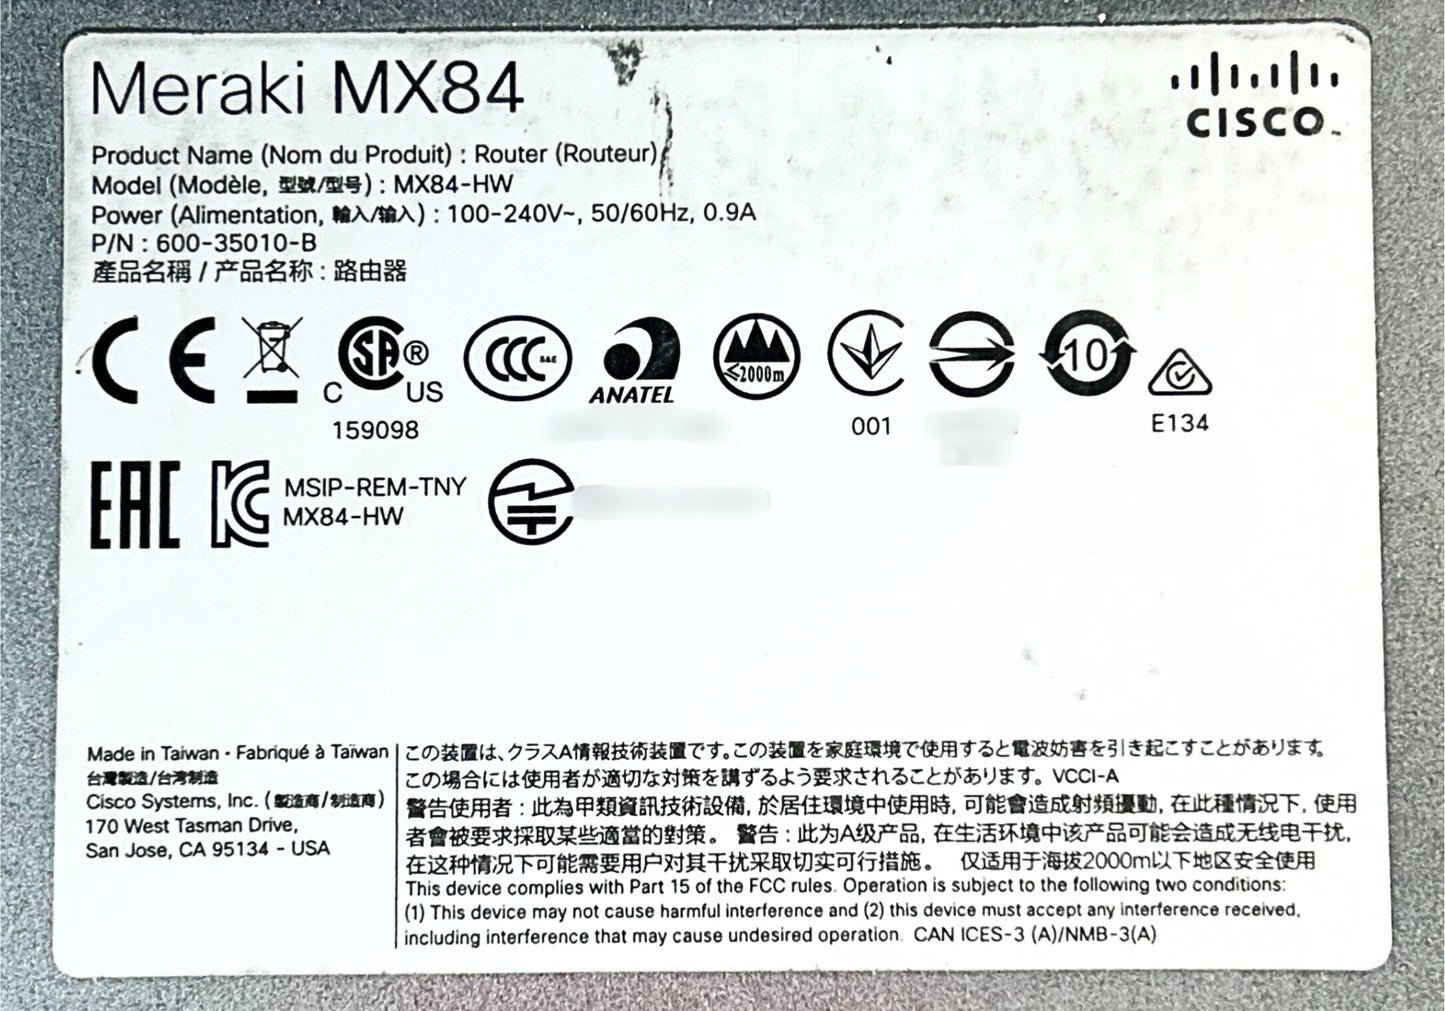 Meraki MX84
CISCO™
Product Name (Nom du Produit) : Router (Routeur)
Model (Modèle, 型號/型号) : MX84-HW
Power (Alimentation, 輸入/输入) : 100-240V~, 50/60Hz, 0.9A
P/N : 600-35010-B
產品名稱 / 产品名称 : 路由器
CE
C SA® US
159098
CCC S&E
ANATEL
≤2000m
001
10
E134
EAC
KC
MSIP-REM-TNY
MX84-HW
Made in Taiwan · Fabriqué à Taïwan
台灣製造/台湾制造
Cisco Systems, Inc. (製造商/制造商)
170 West Tasman Drive,
San Jose, CA 95134 - USA
この装置は、クラスA情報技術装置です。この装置を家庭環境で使用すると電波妨害を引き起こすことがあります。
この場合には使用者が適切な対策を講ずるよう要求されることがあります。 VCCI-A
警告使用者 : 此為甲類資訊技術設備, 於居住環境中使用時, 可能會造成射頻擾動, 在此種情況下, 使用
者會被要求採取某些適當的對策。 警告 : 此为A级产品, 在生活环境中该产品可能会造成无线电干扰,
在这种情况下可能需要用户对其干扰采取切实可行措施。 仅适用于海拔2000m以下地区安全使用
This device complies with Part 15 of the FCC rules. Operation is subject to the following two conditions:
(1) This device may not cause harmful interference and (2) this device must accept any interference received,
including interference that may cause undesired operation. CAN ICES-3 (A)/NMB-3(A)